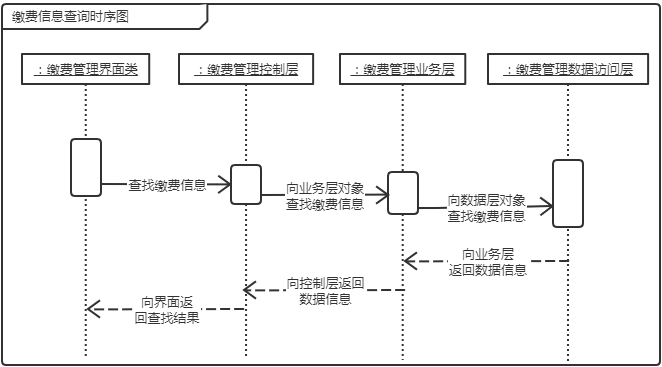 缴费信息查询时序图
：缴费管理界面类
：缴费管理控制层
：缴费管理业务层
：缴费管理数据访问层
查找缴费信息
向业务层对象
查找缴费信息
向数据层对象
查找缴费信息
向业务层
返回数据信息
向控制层返回
数据信息
向界面返
回查找结果